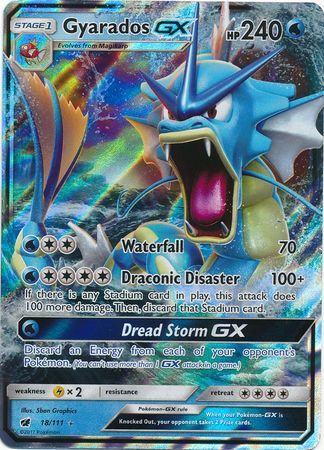 STAGE 1 Gyarados GX HP 240
Evolves from Magikarp
Waterfall 70
Draconic Disaster 100+
If there is any Stadium card in play, this attack does
100 more damage. Then, discard that Stadium card.
Dread Storm GX
Discard an Energy from each of your opponent's
Pokémon. (You can't use more than 1 GX attack in a game.)
weakness × 2 resistance retreat
Illus. 5ban Graphics
Pokémon-GX rule
When your Pokémon-GX is
Knocked Out, your opponent takes 2 Prize cards.
18/111
©2017 Pokémon